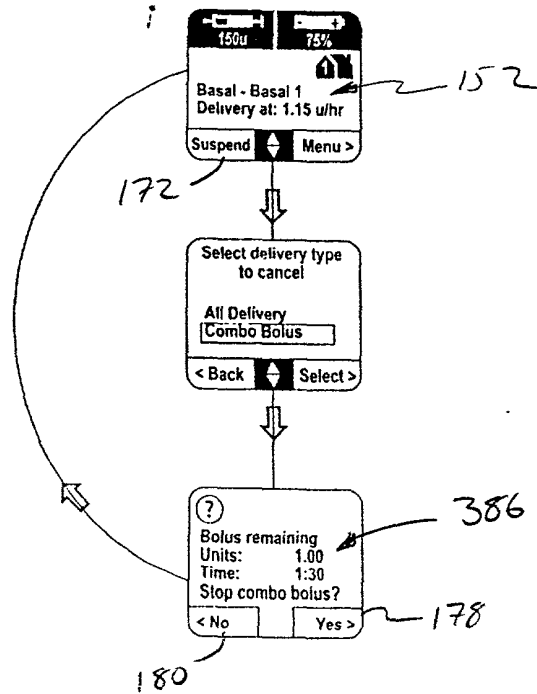 150u 75%
152
Basal - Basal 1
Delivery at: 1.15 u/hr
Suspend Menu >
172
Select delivery type
to cancel
All Delivery
Combo Bolus
< Back Select >
?
386
Bolus remaining
Units: 1.00
Time: 1:30
Stop combo bolus?
< No Yes >
178
180